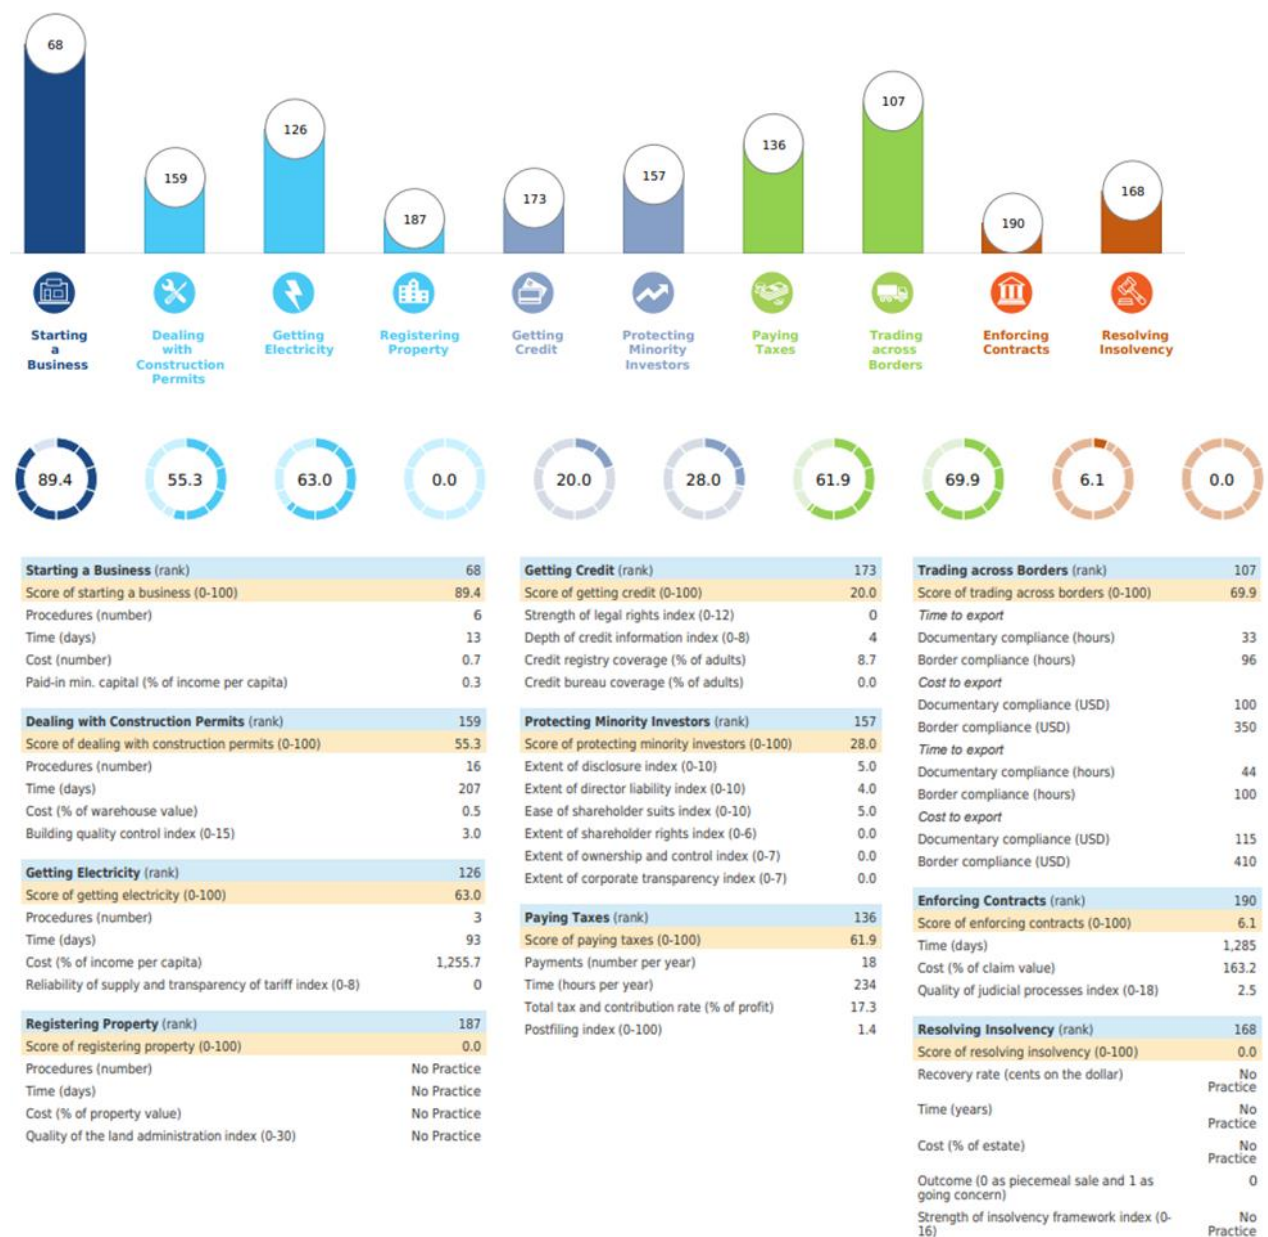 68
159
126
187
173
157
136
107
190
168
Starting
a
Business
Dealing
with
Construction
Permits
Getting
Electricity
Registering
Property
Getting
Credit
Protecting
Minority
Investors
Paying
Taxes
Trading
across
Borders
Enforcing
Contracts
Resolving
Insolvency
89.4
55.3
63.0
0.0
20.0
28.0
61.9
69.9
6.1
0.0
Starting a Business (rank) 68
Score of starting a business (0-100) 89.4
Procedures (number) 6
Time (days) 13
Cost (number) 0.7
Paid-in min. capital (% of income per capita) 0.3
Dealing with Construction Permits (rank) 159
Score of dealing with construction permits (0-100) 55.3
Procedures (number) 16
Time (days) 207
Cost (% of warehouse value) 0.5
Building quality control index (0-15) 3.0
Getting Electricity (rank) 126
Score of getting electricity (0-100) 63.0
Procedures (number) 3
Time (days) 93
Cost (% of income per capita) 1,255.7
Reliability of supply and transparency of tariff index (0-8) 0
Registering Property (rank) 187
Score of registering property (0-100) 0.0
Procedures (number) No Practice
Time (days) No Practice
Cost (% of property value) No Practice
Quality of the land administration index (0-30) No Practice
Getting Credit (rank) 173
Score of getting credit (0-100) 20.0
Strength of legal rights index (0-12) 0
Depth of credit information index (0-8) 4
Credit registry coverage (% of adults) 8.7
Credit bureau coverage (% of adults) 0.0
Protecting Minority Investors (rank) 157
Score of protecting minority investors (0-100) 28.0
Extent of disclosure index (0-10) 5.0
Extent of director liability index (0-10) 4.0
Ease of shareholder suits index (0-10) 5.0
Extent of shareholder rights index (0-6) 0.0
Extent of ownership and control index (0-7) 0.0
Extent of corporate transparency index (0-7) 0.0
Paying Taxes (rank) 136
Score of paying taxes (0-100) 61.9
Payments (number per year) 18
Time (hours per year) 234
Total tax and contribution rate (% of profit) 17.3
Postfiling index (0-100) 1.4
Trading across Borders (rank) 107
Score of trading across borders (0-100) 69.9
Time to export
Documentary compliance (hours) 33
Border compliance (hours) 96
Cost to export
Documentary compliance (USD) 100
Border compliance (USD) 350
Time to export
Documentary compliance (hours) 44
Border compliance (hours) 100
Cost to export
Documentary compliance (USD) 115
Border compliance (USD) 410
Enforcing Contracts (rank) 190
Score of enforcing contracts (0-100) 6.1
Time (days) 1,285
Cost (% of claim value) 163.2
Quality of judicial processes index (0-18) 2.5
Resolving Insolvency (rank) 168
Score of resolving insolvency (0-100) 0.0
Recovery rate (cents on the dollar) No
Practice
Time (years) No
Practice
Cost (% of estate) No
Practice
Outcome (0 as piecemeal sale and 1 as 0
going concern)
Strength of insolvency framework index (0- No
16) Practice